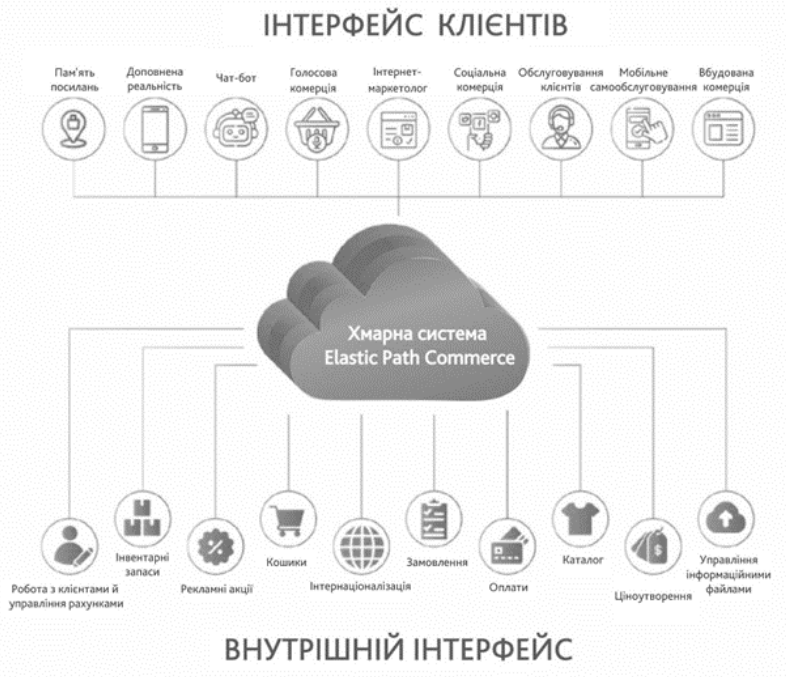 ІНТЕРФЕЙС КЛІЄНТІВ
Пам'ять
посилань
Доповнена
реальність
Чат-бот
Голосова
комерція
Інтернет-
маркетолог
Соціальна
комерція
Обслуговування
клієнтів
Мобільне
самообслуговування
Вбудована
комерція
Хмарна система
Elastic Path Commerce
Робота з клієнтами й
управління рахунками
Інвентарні
запаси
Рекламні акції
Кошики
Інтернаціоналізація
Замовлення
Оплати
Каталог
Ціноутворення
Управління
інформаційними
файлами
ВНУТРІШНІЙ ІНТЕРФЕЙС